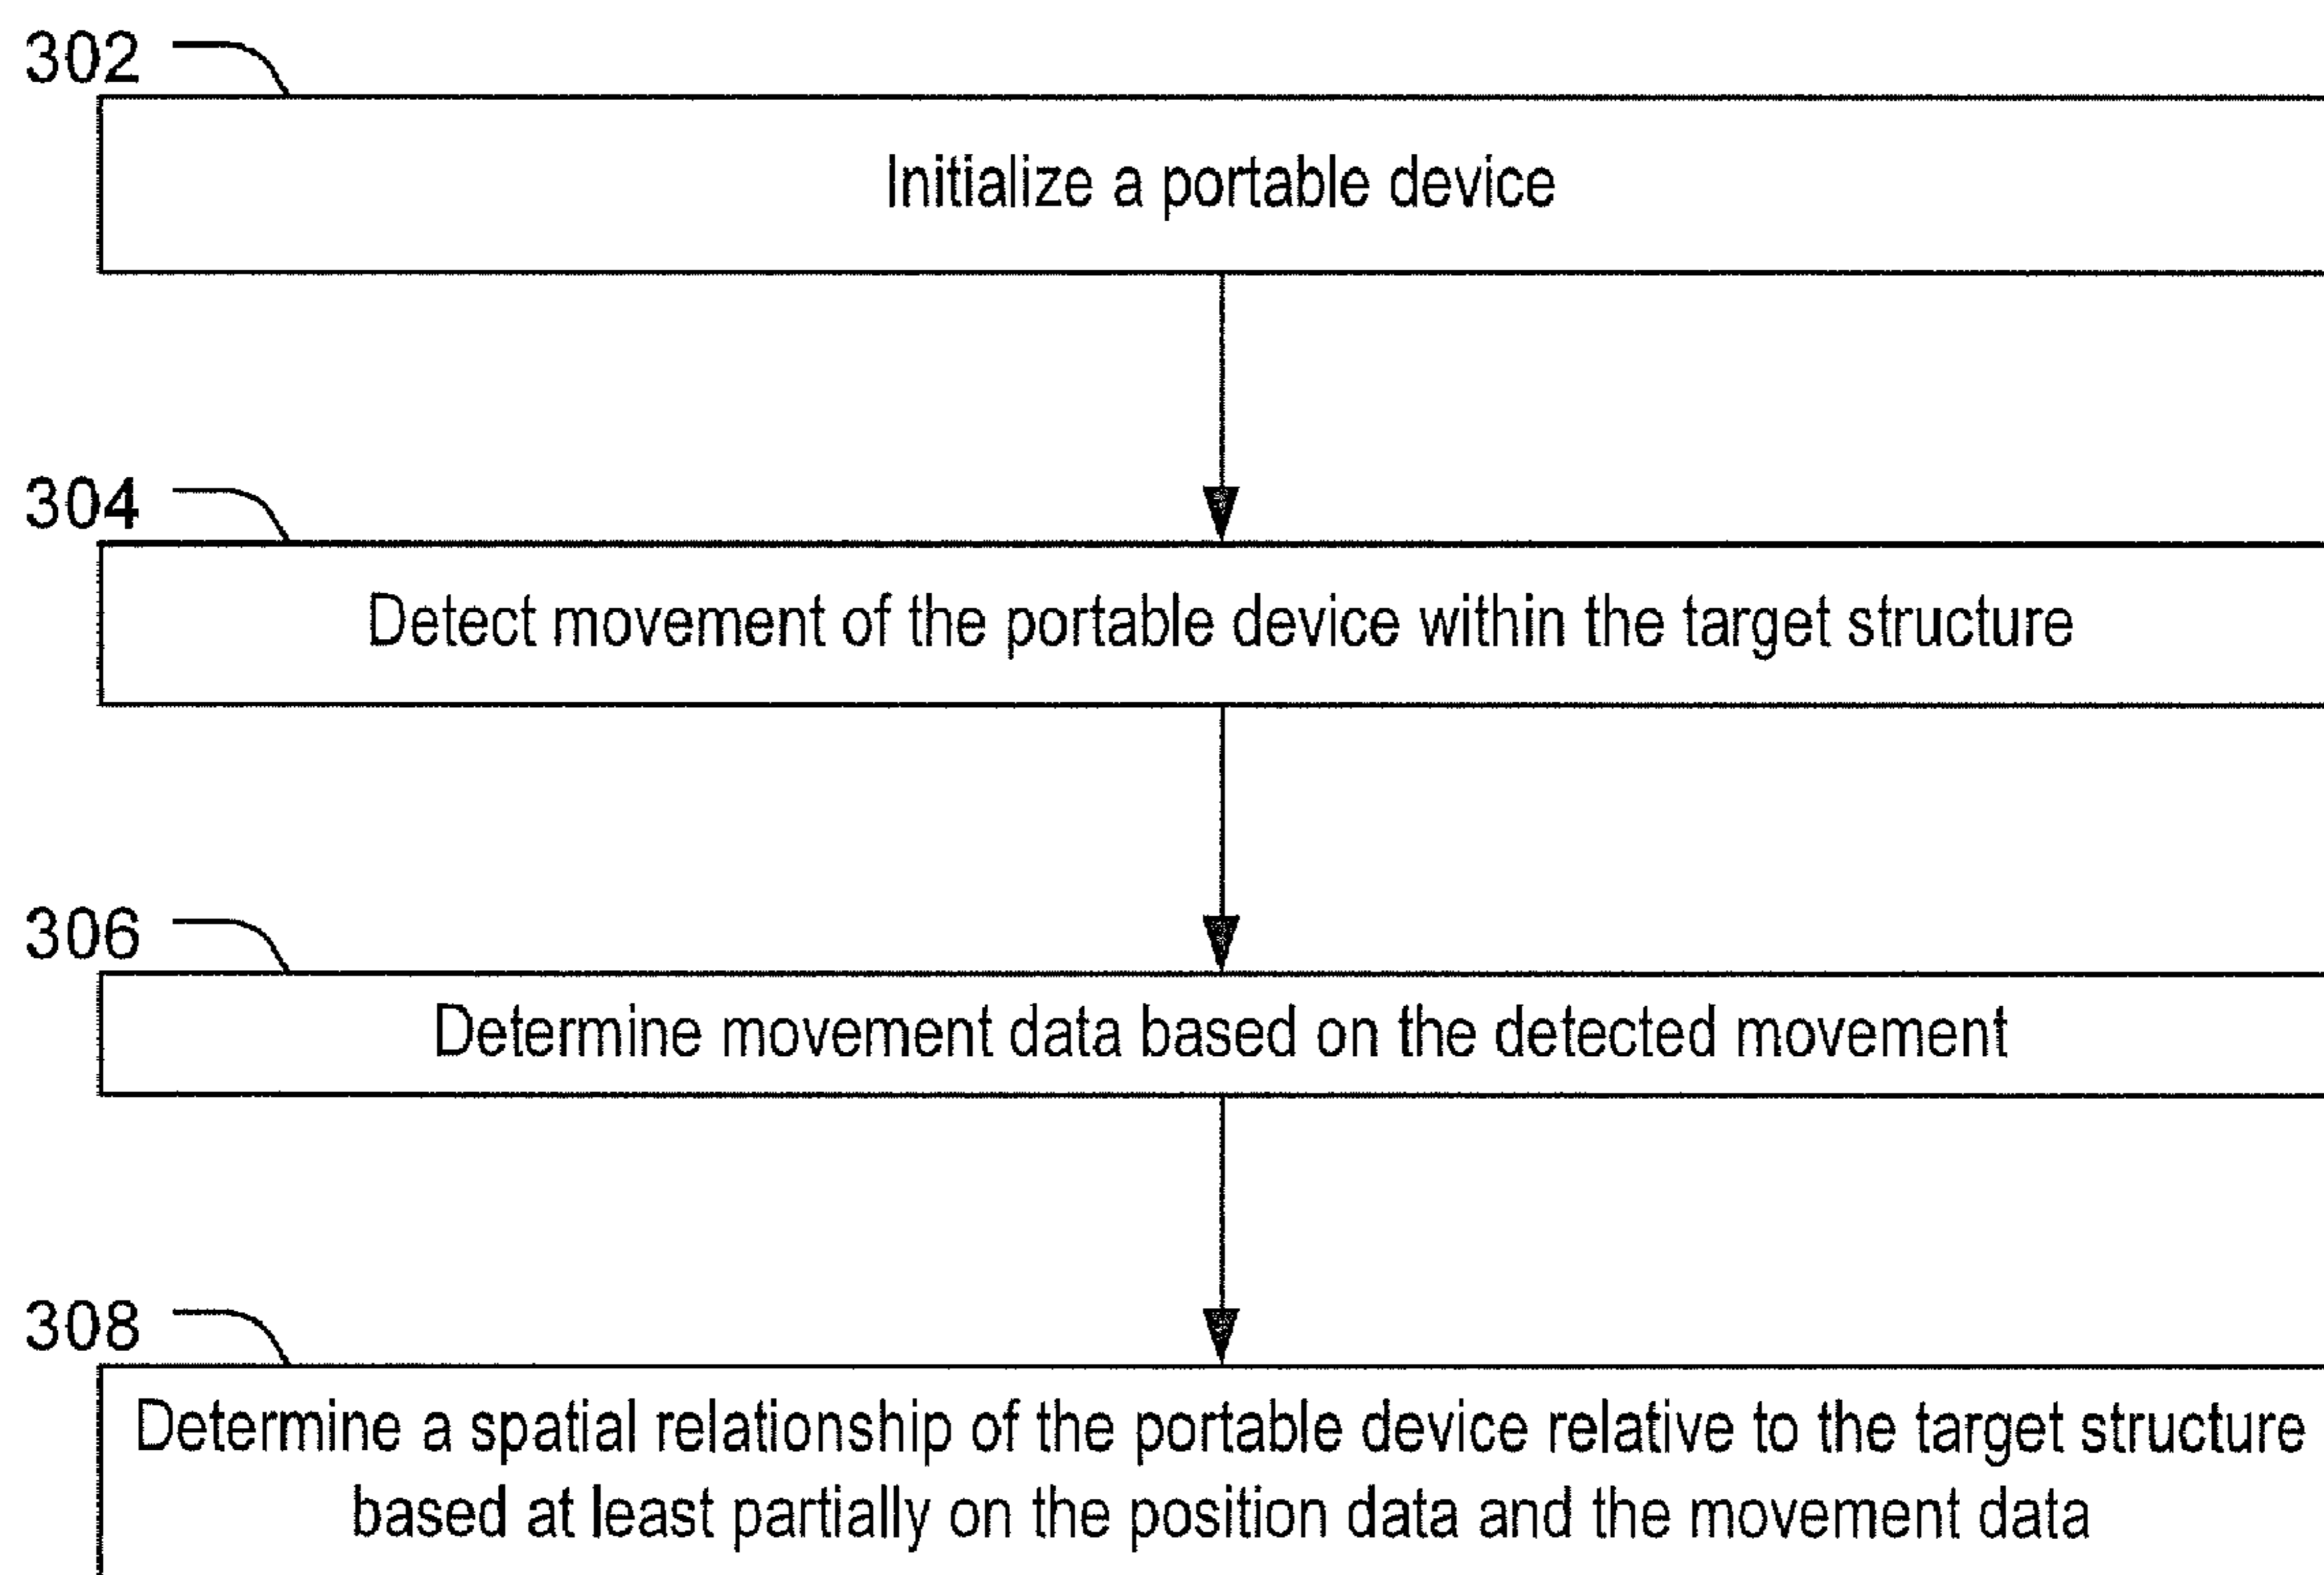 302
Initialize a portable device
304
Detect movement of the portable device within the target structure
306
Determine movement data based on the detected movement
308
Determine a spatial relationship of the portable device relative to the target structure
based at least partially on the position data and the movement data